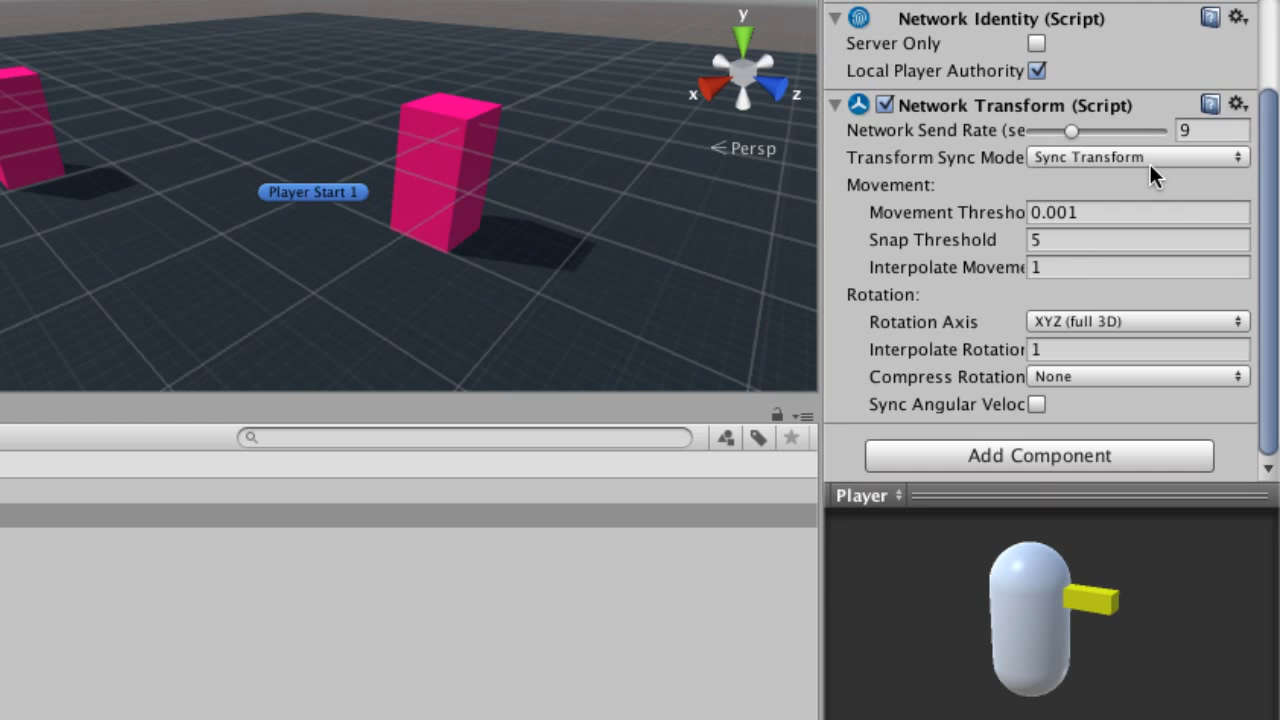 y
x
z
Persp
Player Start 1
Network Identity (Script)
Server Only
Local Player Authority
Network Transform (Script)
Network Send Rate (se 9
Transform Sync Mode Sync Transform
Movement:
Movement Thresho 0.001
Snap Threshold 5
Interpolate Moveme 1
Rotation:
Rotation Axis XYZ (full 3D)
Interpolate Rotation 1
Compress Rotation None
Sync Angular Veloc
Add Component
Player